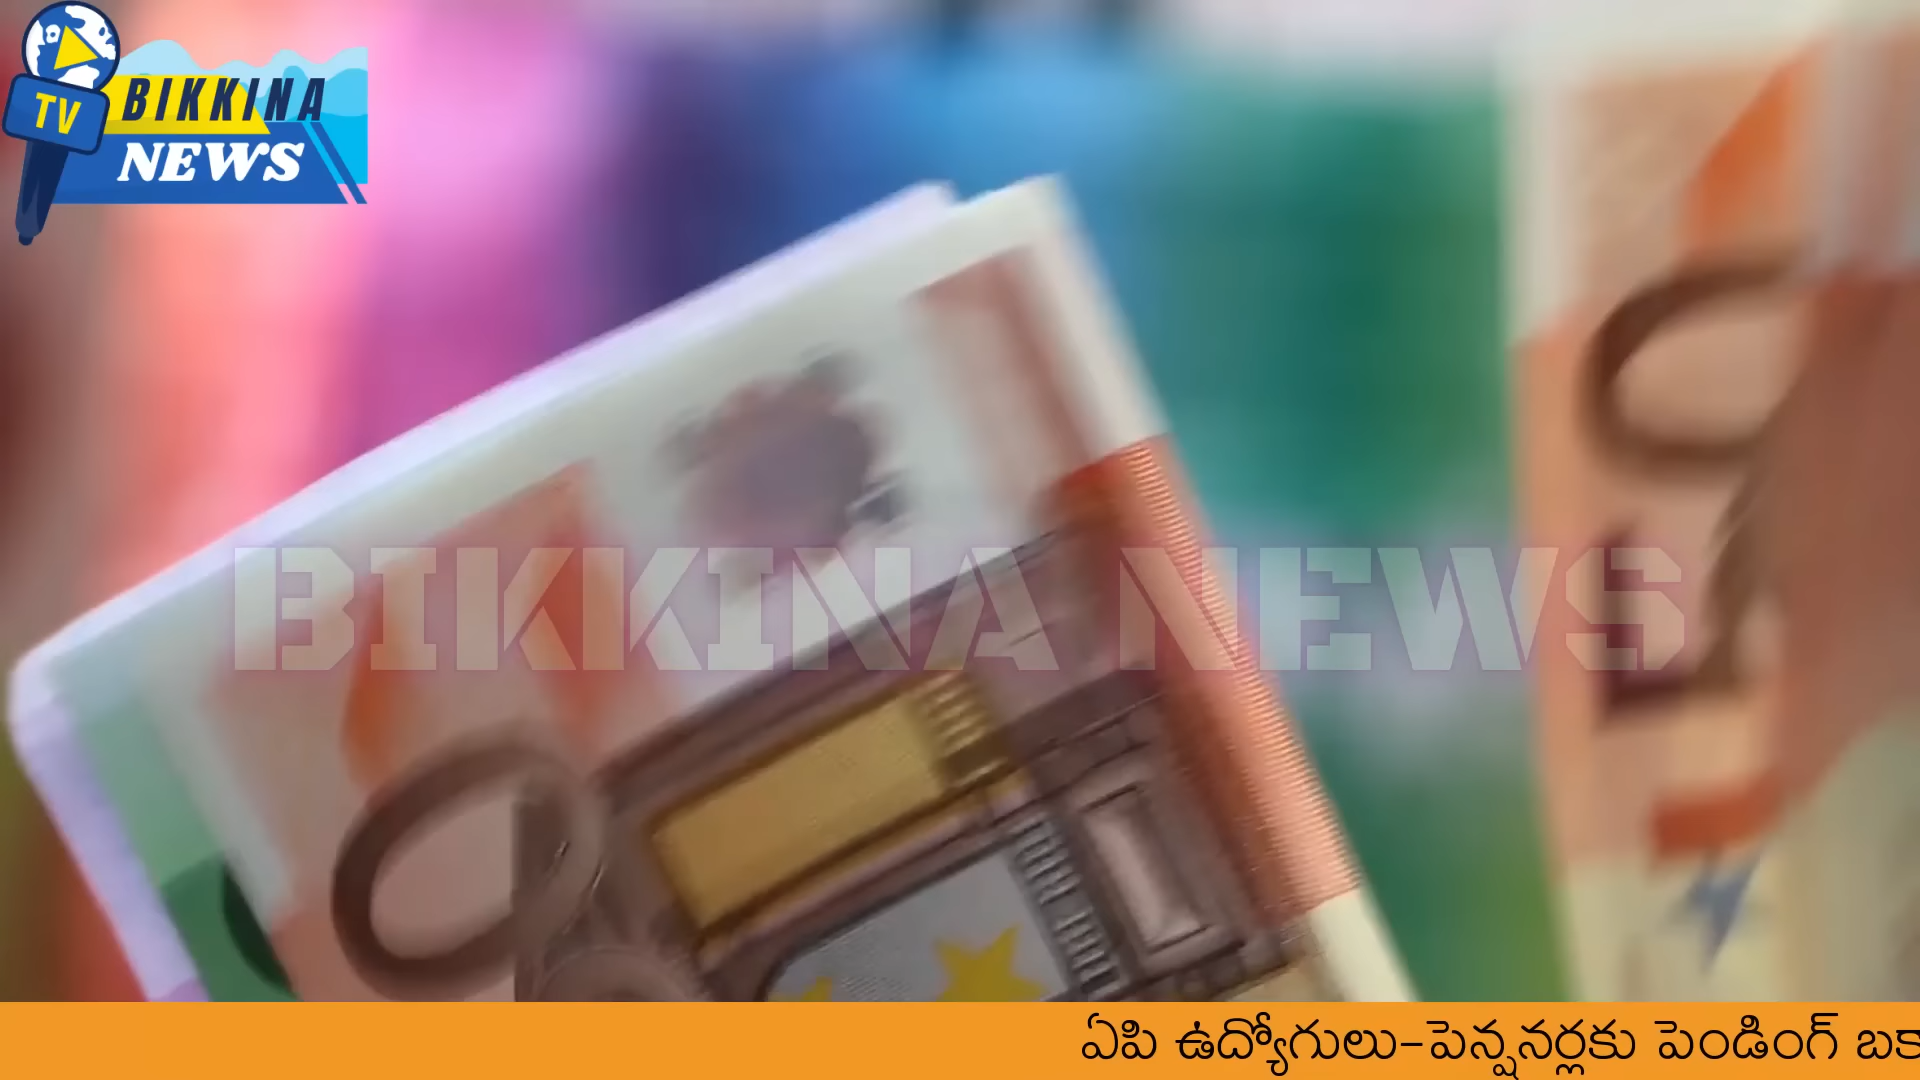 TV
BIKKINA
NEWS
BIKKINA NEWS
ఏపి ఉద్యోగులు-పెన్షనర్లకు పెండింగ్